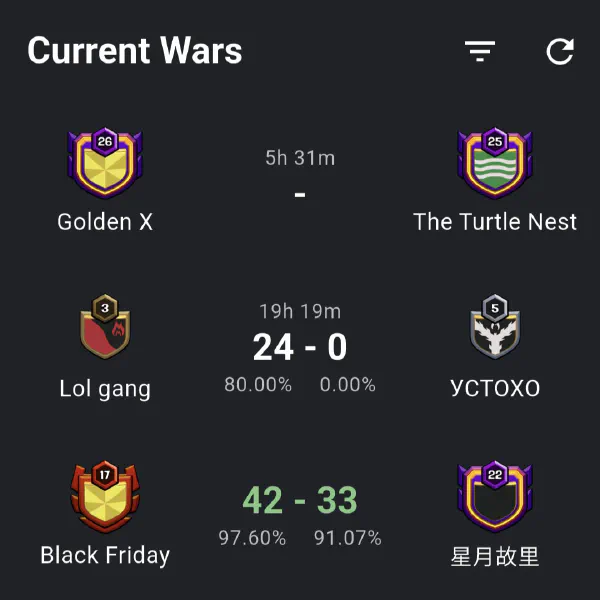 Current Wars
26
25
5h 31m
-
Golden X
The Turtle Nest
3
5
19h 19m
24 - 0
80.00% 0.00%
Lol gang
УСТОХО
17
22
42 - 33
97.60% 91.07%
Black Friday
星月故里